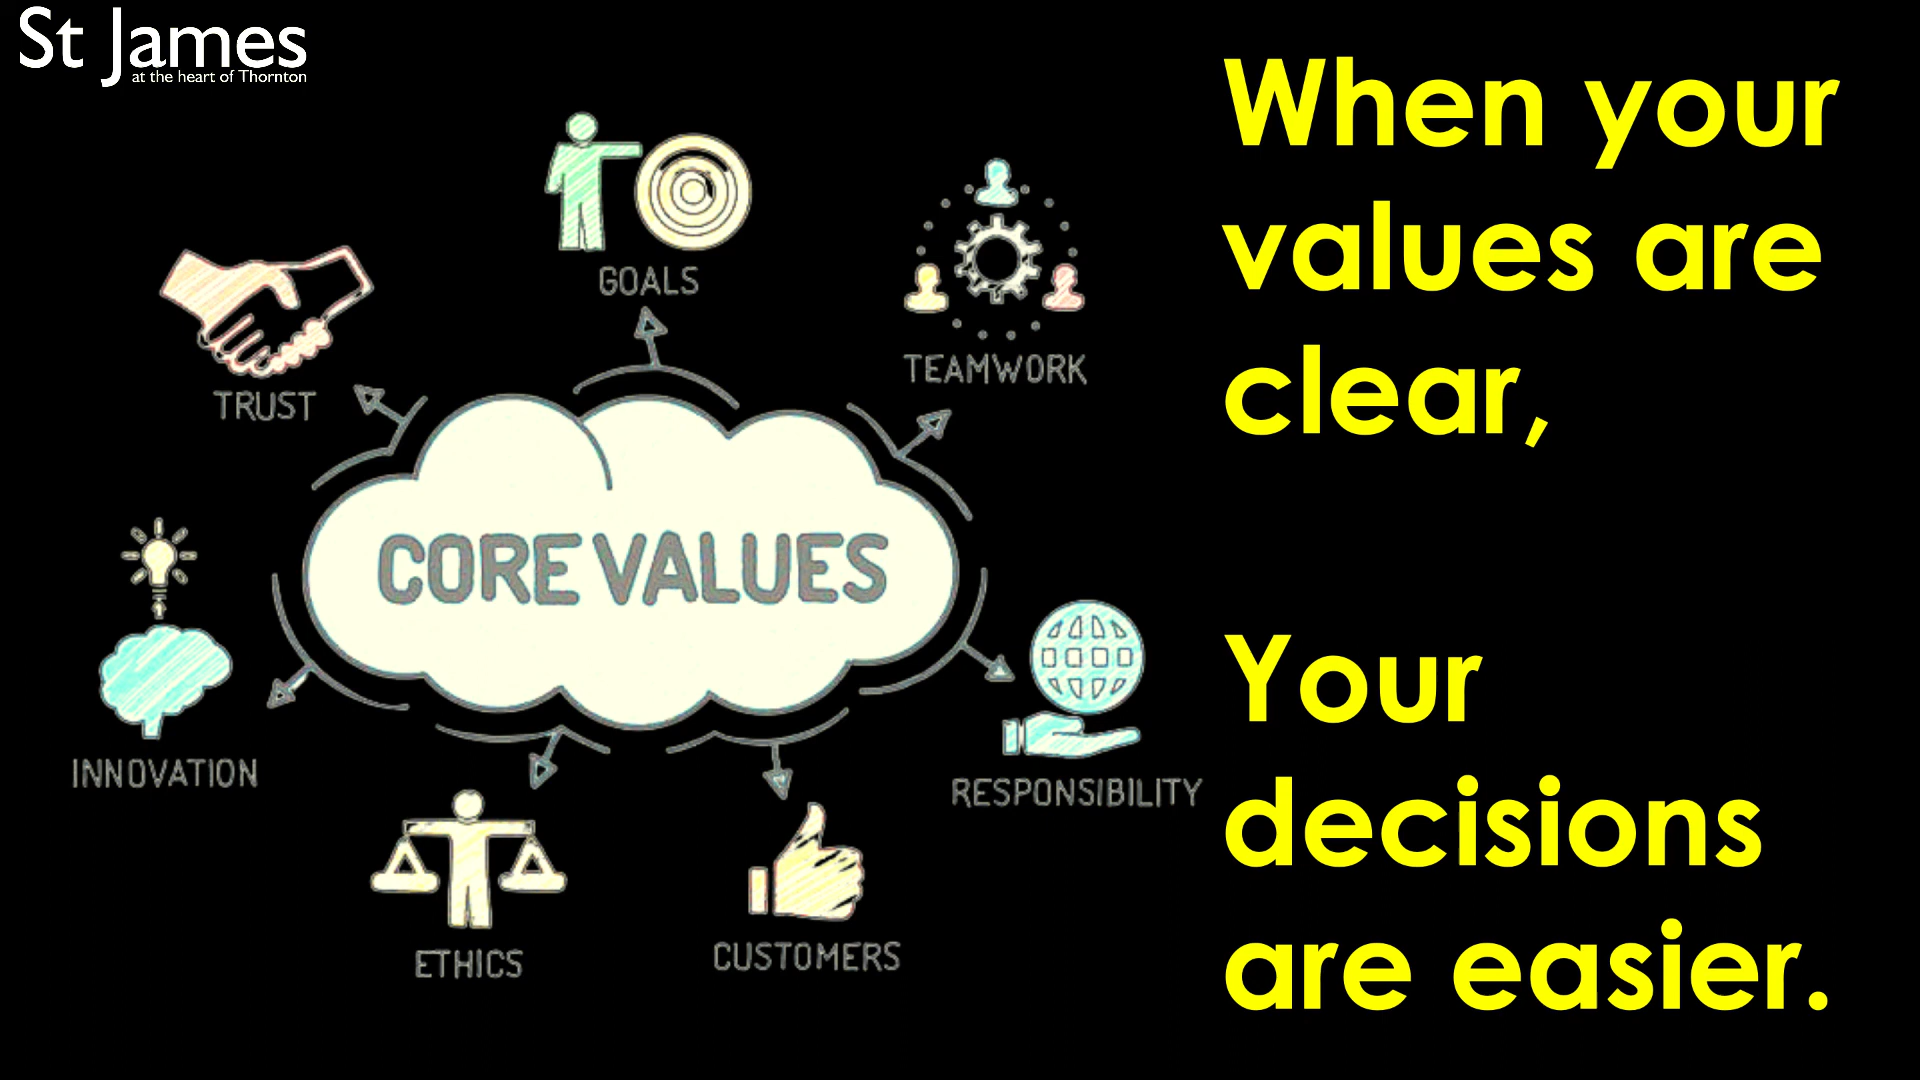 St James
at the heart of Thornton
When your
values are
clear,
Your
decisions
are easier.
GOALS
TEAMWORK
TRUST
CORE VALUES
INNOVATION
RESPONSIBILITY
ETHICS
CUSTOMERS